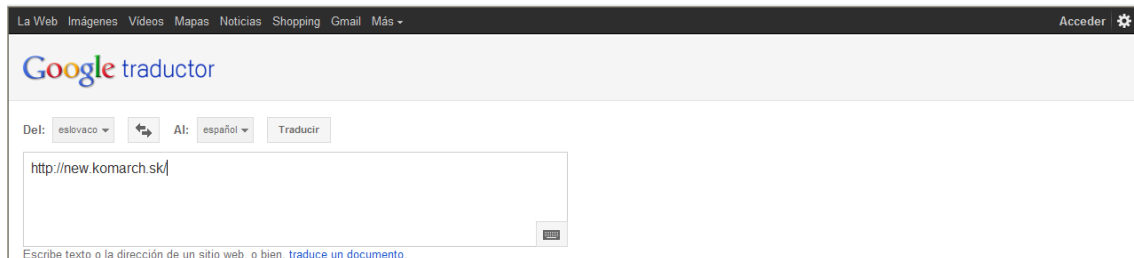 La Web Imágenes Vídeos Mapas Noticias Shopping Gmail Más Acceder
Google traductor
Del: eslovaco Al: español Traducir
http://new.komarch.sk/
Escribe texto o la dirección de un sitio web, o bien, traduce un documento.